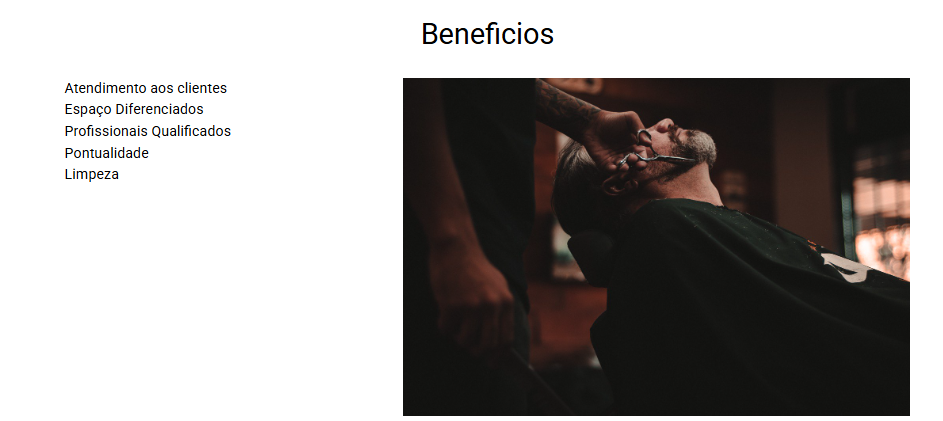 Beneficios
Atendimento aos clientes
Espaço Diferenciados
Profissionais Qualificados
Pontualidade
Limpeza